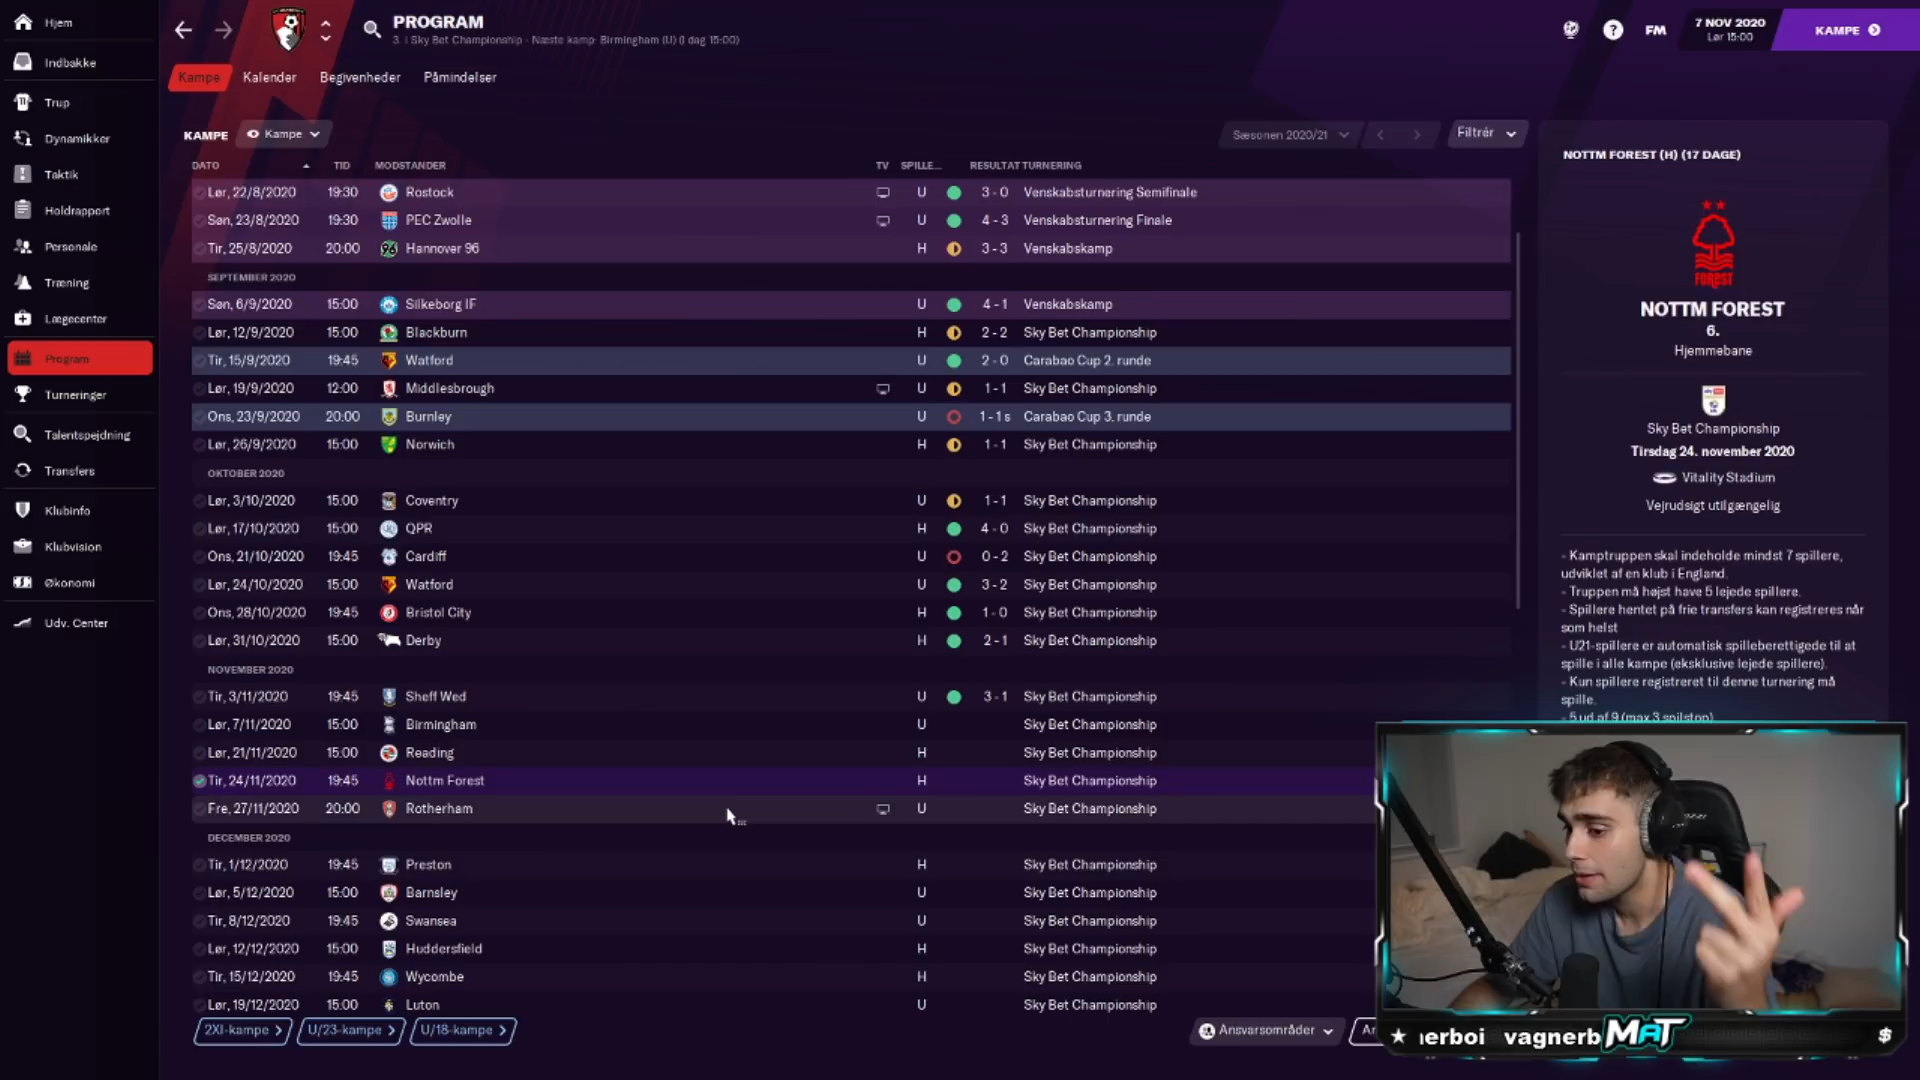 Hjem
Indbakke
Trup
Dynamikker
Taktik
Holdrapport
Personale
Træning
Lægecenter
Program
Turneringer
Talentspejdning
Transfers
Klubinfo
Klubvision
Økonomi
Udv. Center
PROGRAM
3. i Sky Bet Championship - Næste kamp- Birmingham (U) (1 dag 15:00)
FM
7 NOV 2020
Lør 15:00
KAMPE
Kampe Kalender Begivenheder Påmindelser
KAMPE Kampe
Sæsonen 2020/21
Filtrér
DATO TID MODSTANDER TV SPILLE... RESULTAT TURNERING
Lør, 22/8/2020 19:30 Rostock U 3 - 0 Venskabsturnering Semifinale
Søn, 23/8/2020 19:30 PEC Zwolle U 4 - 3 Venskabsturnering Finale
Tir, 25/8/2020 20:00 Hannover 96 H 3 - 3 Venskabskamp
SEPTEMBER 2020
Søn, 6/9/2020 15:00 Silkeborg IF U 4 - 1 Venskabskamp
Lør, 12/9/2020 15:00 Blackburn H 2 - 2 Sky Bet Championship
Tir, 15/9/2020 19:45 Watford U 2 - 0 Carabao Cup 2. runde
Lør, 19/9/2020 12:00 Middlesbrough U 1 - 1 Sky Bet Championship
Ons, 23/9/2020 20:00 Burnley U 1 - 1 s Carabao Cup 3. runde
Lør, 26/9/2020 15:00 Norwich H 1 - 1 Sky Bet Championship
OKTOBER 2020
Lør, 3/10/2020 15:00 Coventry U 1 - 1 Sky Bet Championship
Lør, 17/10/2020 15:00 QPR H 4 - 0 Sky Bet Championship
Ons, 21/10/2020 19:45 Cardiff U 0 - 2 Sky Bet Championship
Lør, 24/10/2020 15:00 Watford U 3 - 2 Sky Bet Championship
Ons, 28/10/2020 19:45 Bristol City H 1 - 0 Sky Bet Championship
Lør, 31/10/2020 15:00 Derby H 2 - 1 Sky Bet Championship
NOVEMBER 2020
Tir, 3/11/2020 19:45 Sheff Wed U 3 - 1 Sky Bet Championship
Lør, 7/11/2020 15:00 Birmingham U Sky Bet Championship
Lør, 21/11/2020 15:00 Reading H Sky Bet Championship
Tir, 24/11/2020 19:45 Nottm Forest H Sky Bet Championship
Fre, 27/11/2020 20:00 Rotherham U Sky Bet Championship
DECEMBER 2020
Tir, 1/12/2020 19:45 Preston H Sky Bet Championship
Lør, 5/12/2020 15:00 Barnsley U Sky Bet Championship
Tir, 8/12/2020 19:45 Swansea U Sky Bet Championship
Lør, 12/12/2020 15:00 Huddersfield H Sky Bet Championship
Tir, 15/12/2020 19:45 Wycombe H Sky Bet Championship
Lør, 19/12/2020 15:00 Luton U Sky Bet Championship
2XI-kampe U/23-kampe U/18-kampe
Ansvarsområder
NOTTM FOREST (H) (17 DAGE)
FOREST
NOTTM FOREST
6.
Hjemmebane
Sky Bet Championship
Tirsdag 24. november 2020
Vitality Stadium
Vejrudsigt utilgængelig
- Kamptruppen skal indeholde mindst 7 spillere,
udviklet af en klub i England.
- Truppen må højst have 5 lejede spillere.
- Spillere hentet på frie transfers kan registreres når
som helst
- U21-spillere er automatisk spilleberettigede til at
spille i alle kampe (eksklusive lejede spillere).
- Kun spillere registreret til denne turnering må
spille.
- 5 ud af 9 (max 3 spilstop)
nerboi vagnerb MAT